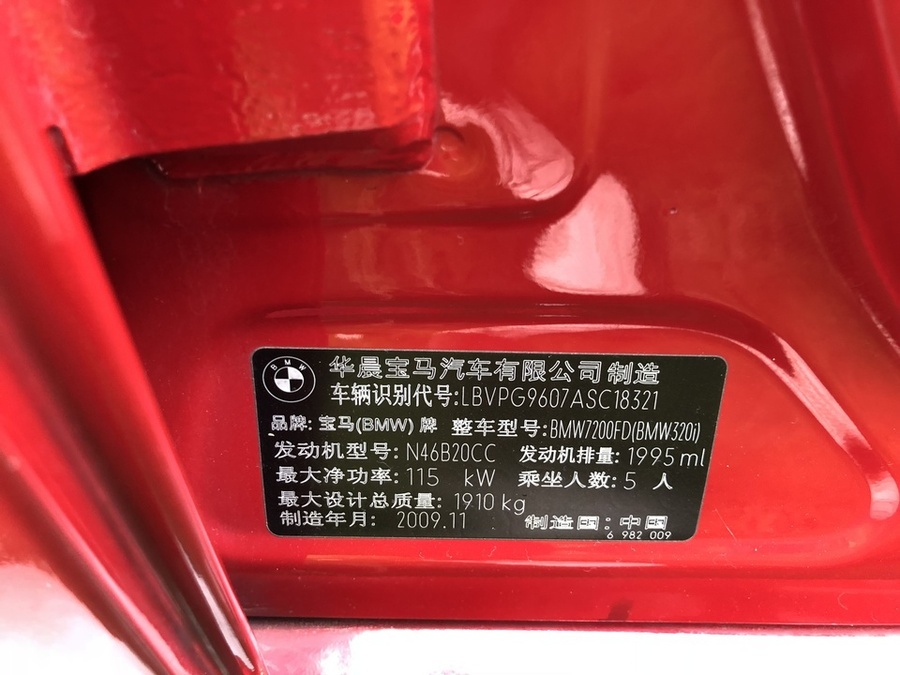 BMW
华晨宝马汽车有限公司制造
车辆识别代号:LBVPG9607ASC18321
品牌: 宝马(BMW) 牌 整车型号:BMW7200FD(BMW320i)
发动机型号: N46B20CC 发动机排量: 1995 ml
最大净功率: 115 kW 乘坐人数: 5 人
最大设计总质量: 1910 kg
制造年月: 2009.11 制造国: 中国
6 982 009